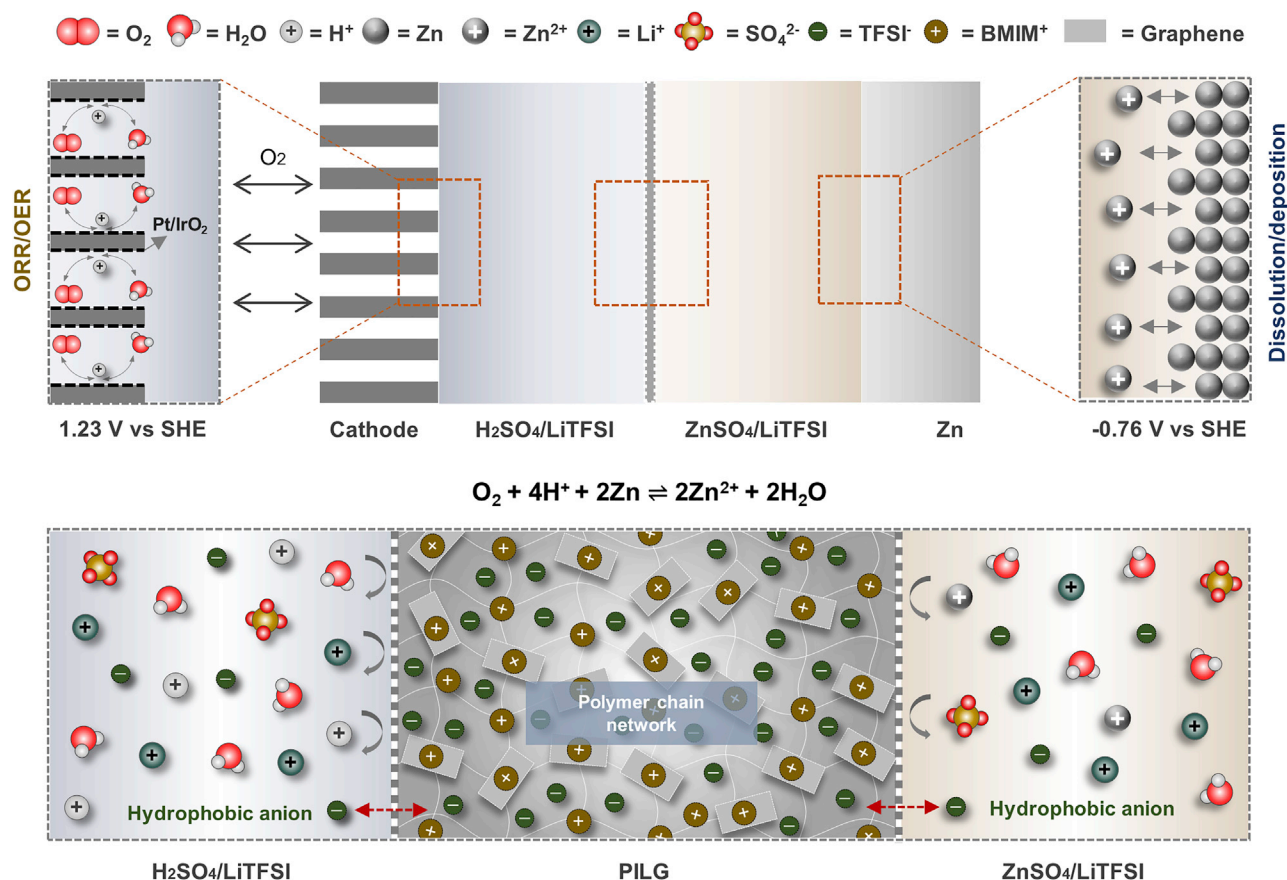 = O₂ = H₂O = H⁺ = Zn = Zn²⁺ = Li⁺ = SO₄²⁻ = TFSI⁻ = BMIM⁺ = Graphene
ORR/OER
Pt/IrO₂
O₂
Dissolution/deposition
1.23 V vs SHE
Cathode
H₂SO₄/LiTFSI
ZnSO₄/LiTFSI
Zn
-0.76 V vs SHE
O₂ + 4H⁺ + 2Zn ⇌ 2Zn²⁺ + 2H₂O
Polymer chain
network
Hydrophobic anion
Hydrophobic anion
H₂SO₄/LiTFSI
PILG
ZnSO₄/LiTFSI